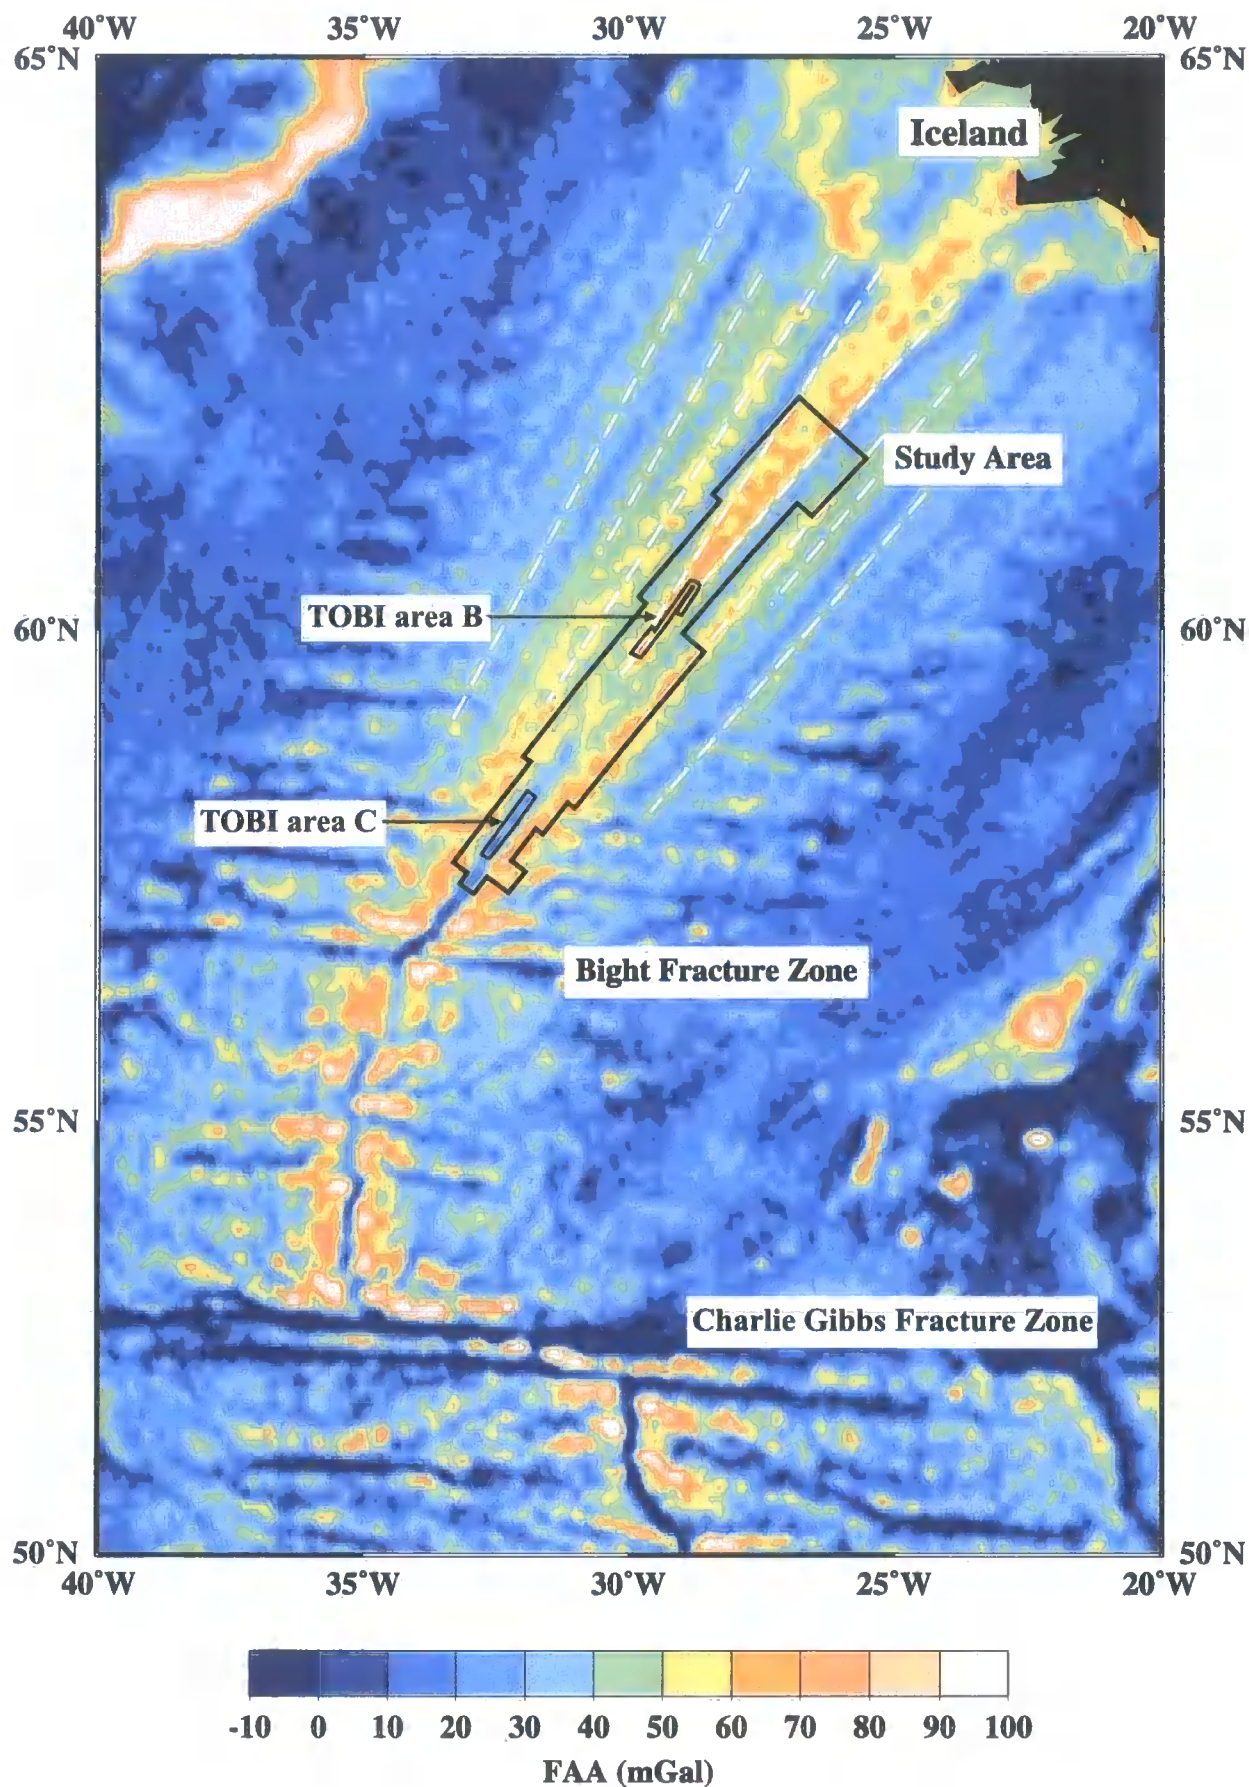 40°W 35°W 30°W 25°W 20°W
65°N 65°N
Iceland
Study Area
TOBI area B
60°N 60°N
TOBI area C
Bight Fracture Zone
55°N 55°N
Charlie Gibbs Fracture Zone
50°N 50°N
40°W 35°W 30°W 25°W 20°W
-10 0 10 20 30 40 50 60 70 80 90 100
FAA (mGal)